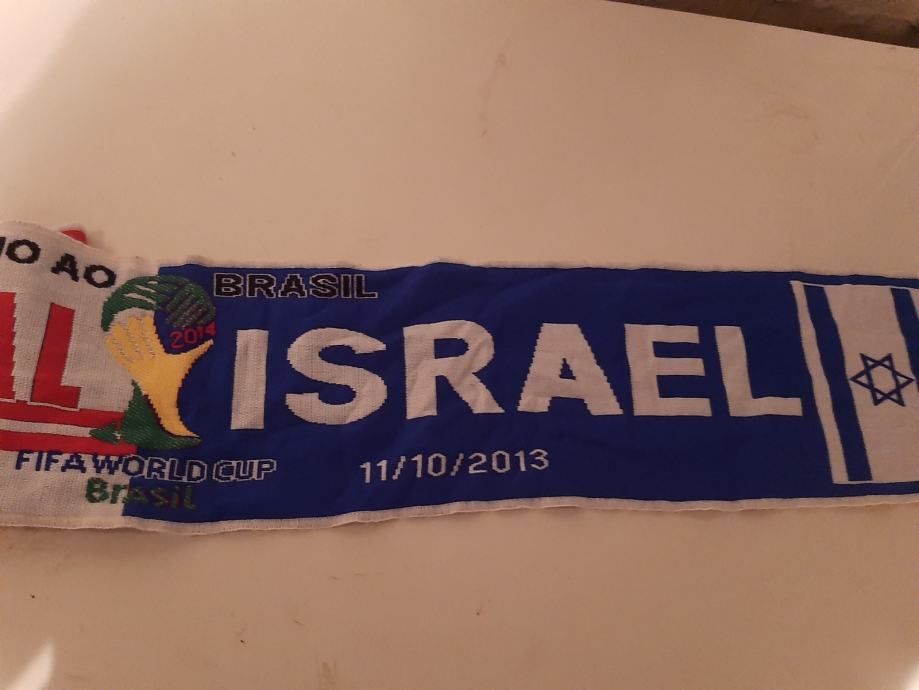 AO BRASIL
2014
ISRAEL
FIFA WORLD CUP
Brasil
11/10/2013